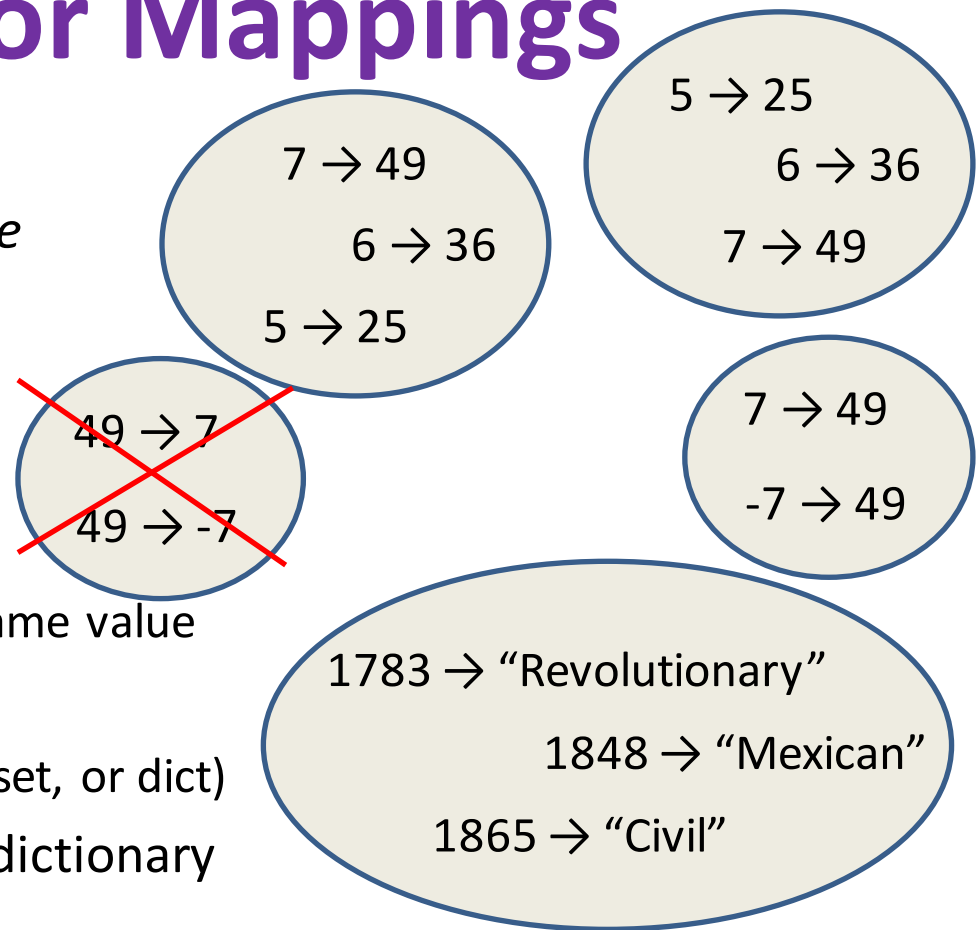 or Mappings
5 → 25
6 → 36
7 → 49
7 → 49
6 → 36
5 → 25
e
49 → 7
49 → -7
7 → 49
-7 → 49
ame value
1783 → “Revolutionary”
1848 → “Mexican”
1865 → “Civil”
set, or dict)
dictionary